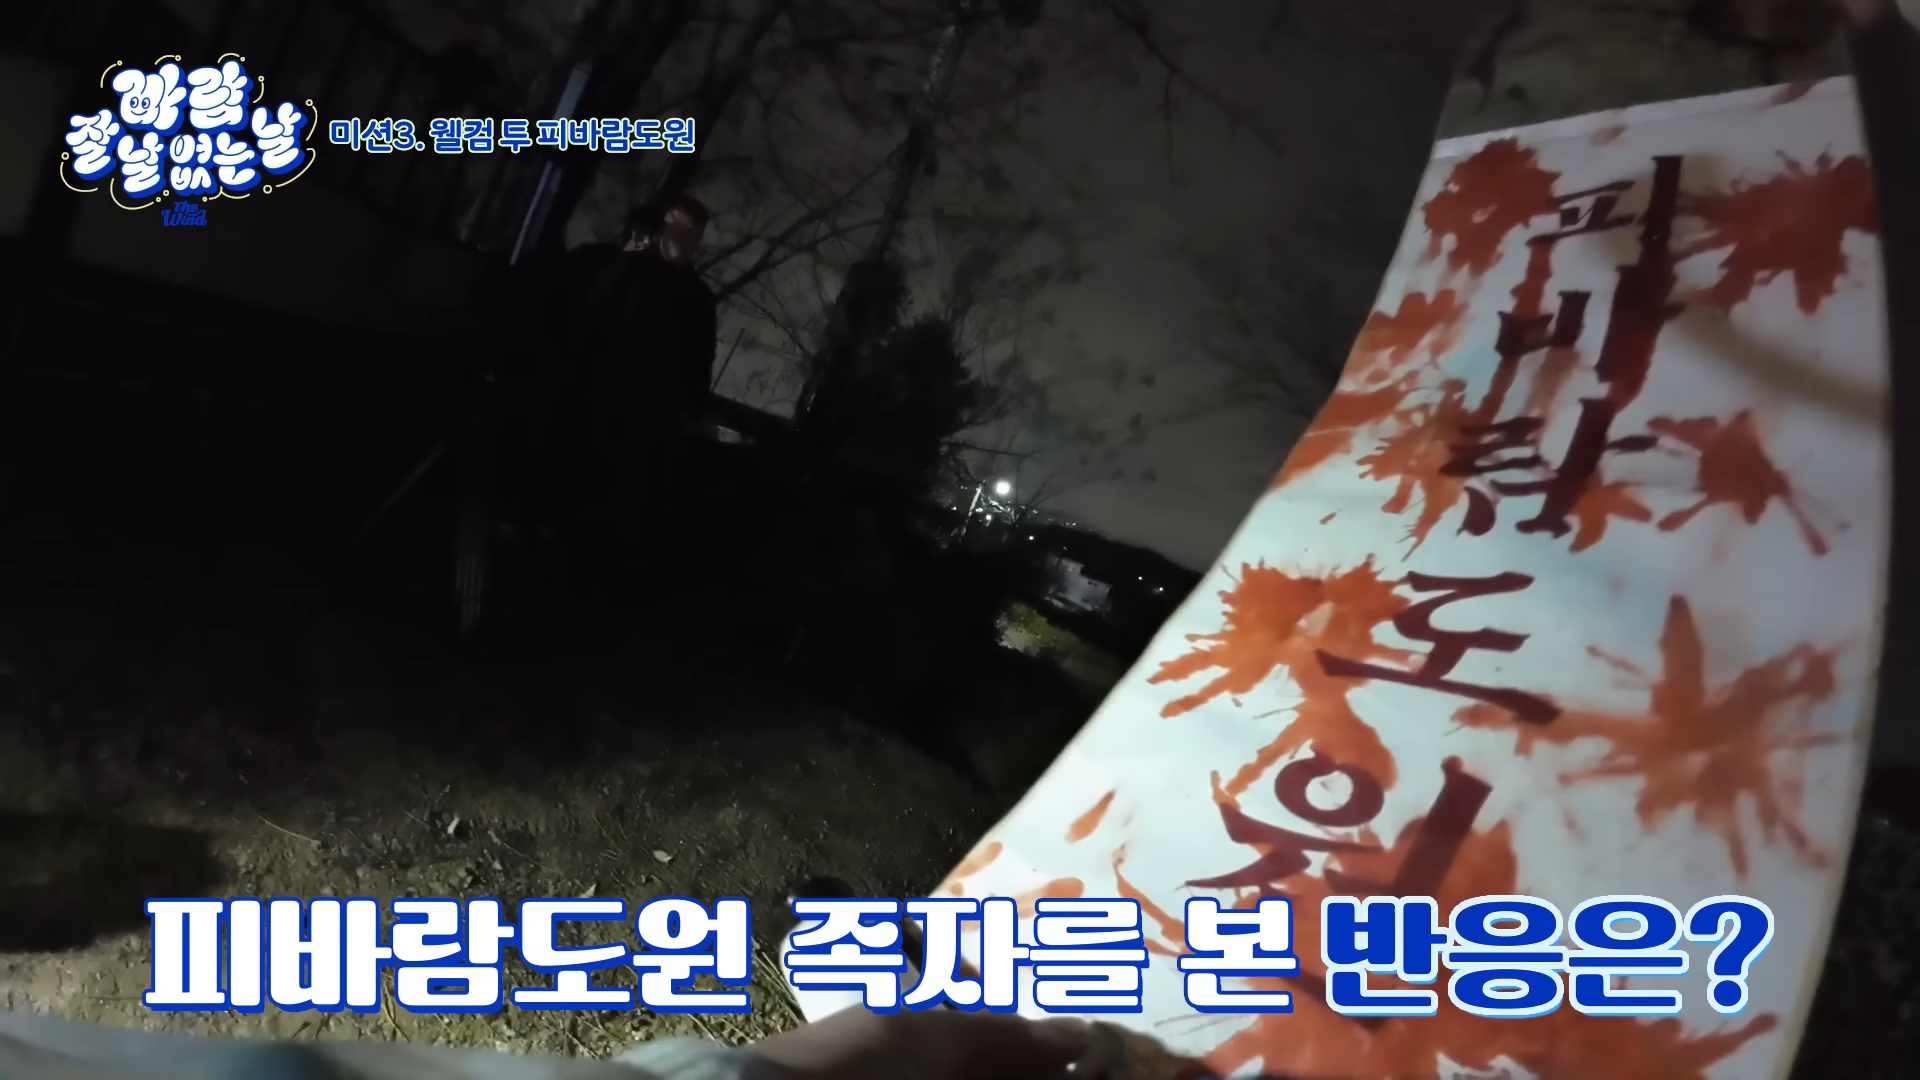 바람
잘 날 없는 날
The
Wind
미션3. 웰컴 투 피바람도원
피
바
람
도
원
피바람도원 족자를 본 반응은?